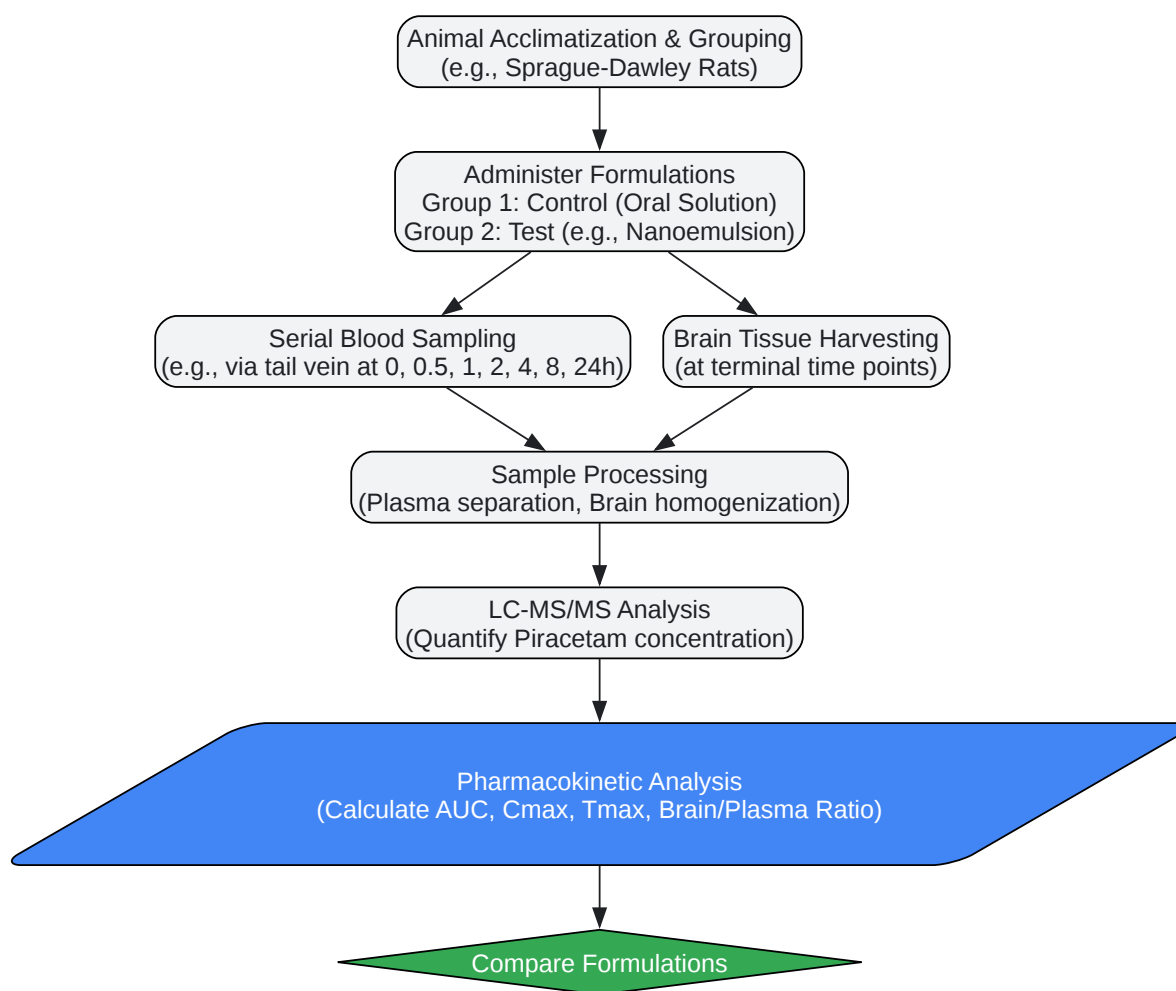 Animal Acclimatization & Grouping
(e.g., Sprague-Dawley Rats)
Administer Formulations
Group 1: Control (Oral Solution)
Group 2: Test (e.g., Nanoemulsion)
Serial Blood Sampling
(e.g., via tail vein at 0, 0.5, 1, 2, 4, 8, 24h)
Brain Tissue Harvesting
(at terminal time points)
Sample Processing
(Plasma separation, Brain homogenization)
LC-MS/MS Analysis
(Quantify Piracetam concentration)
Pharmacokinetic Analysis
(Calculate AUC, Cmax, Tmax, Brain/Plasma Ratio)
Compare Formulations